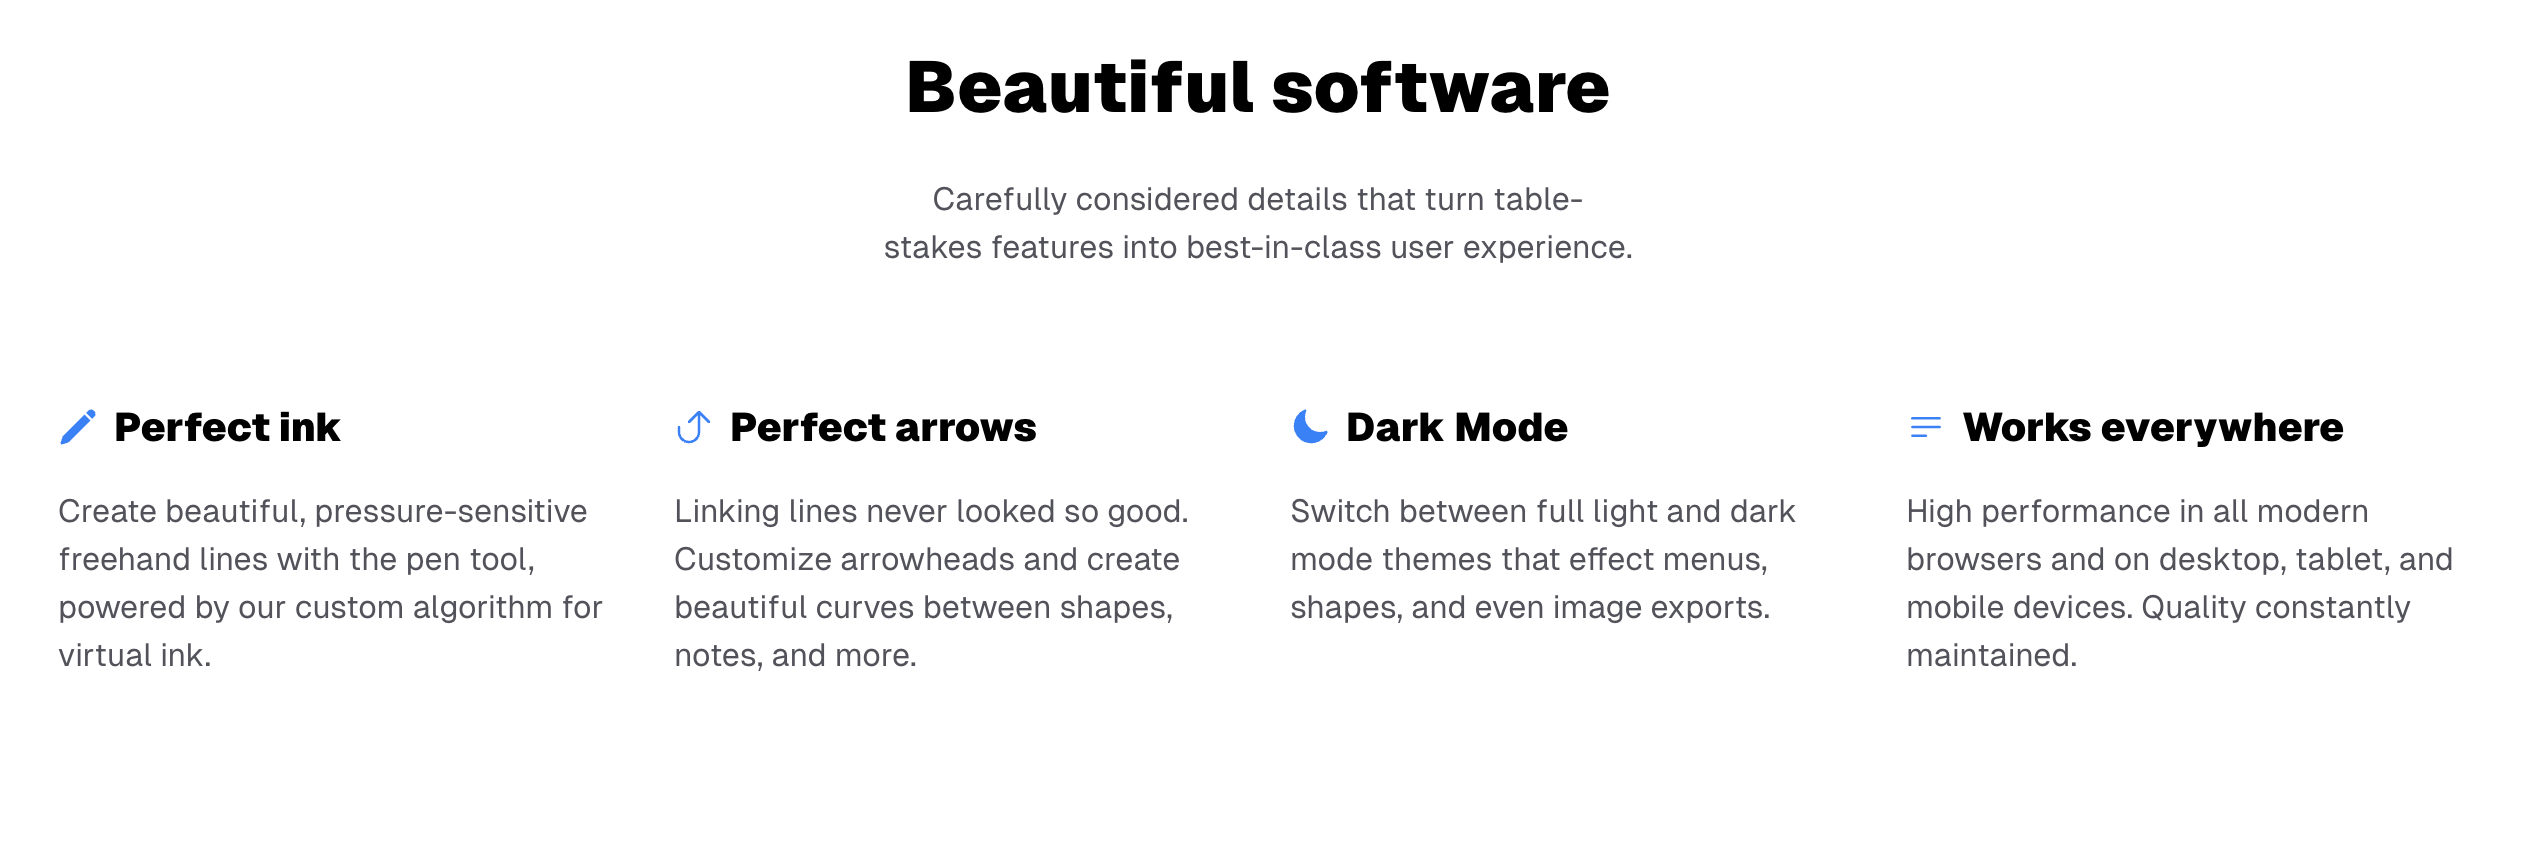 Beautiful software
Carefully considered details that turn table-
stakes features into best-in-class user experience.
Perfect ink
Create beautiful, pressure-sensitive
freehand lines with the pen tool,
powered by our custom algorithm for
virtual ink.
Perfect arrows
Linking lines never looked so good.
Customize arrowheads and create
beautiful curves between shapes,
notes, and more.
Dark Mode
Switch between full light and dark
mode themes that effect menus,
shapes, and even image exports.
Works everywhere
High performance in all modern
browsers and on desktop, tablet, and
mobile devices. Quality constantly
maintained.